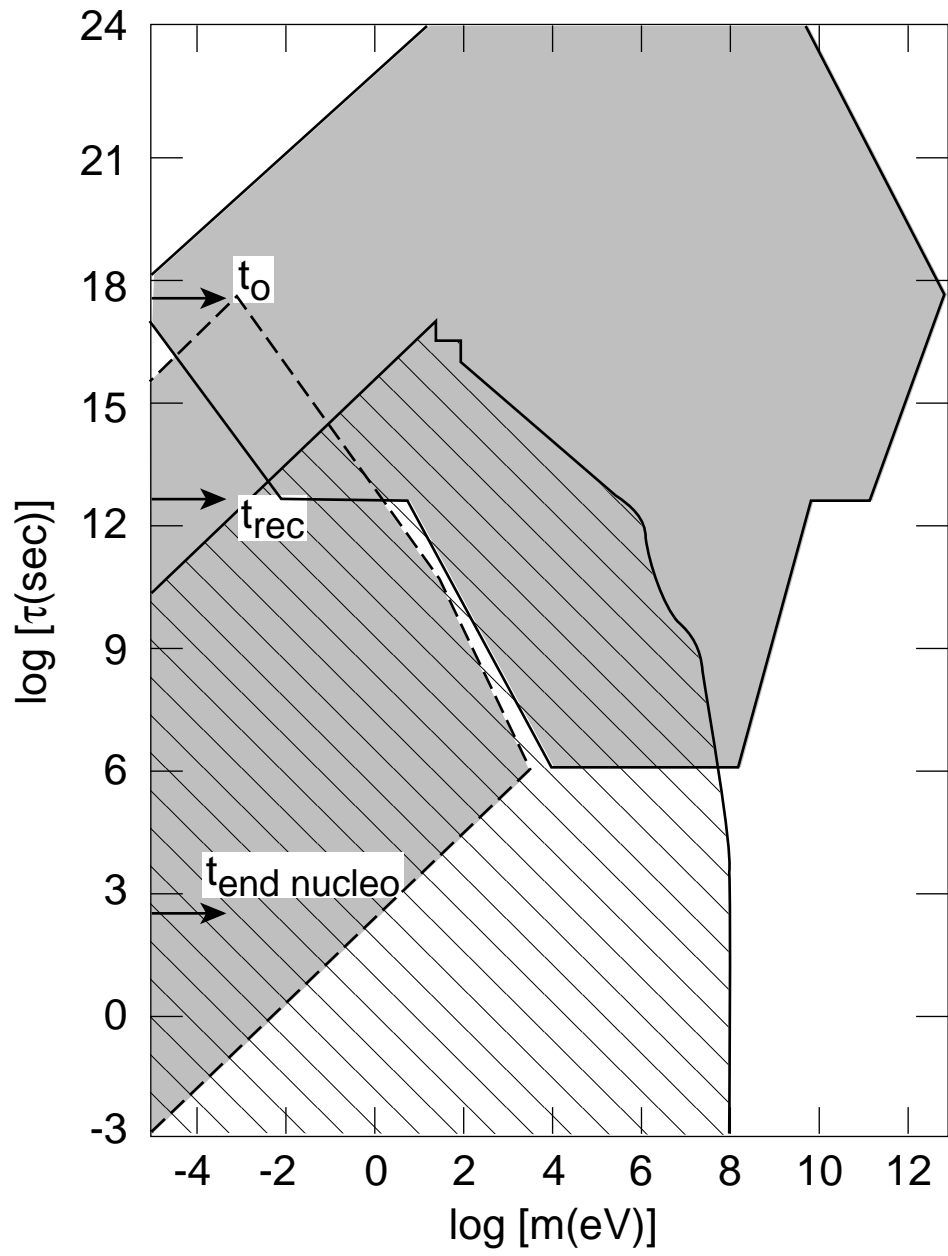 24
21
18
15
12
9
6
3
0
-3
log [τ(sec)]
t_o
t_rec
t_end nucleo
-4 -2 0 2 4 6 8 10 12
log [m(eV)]